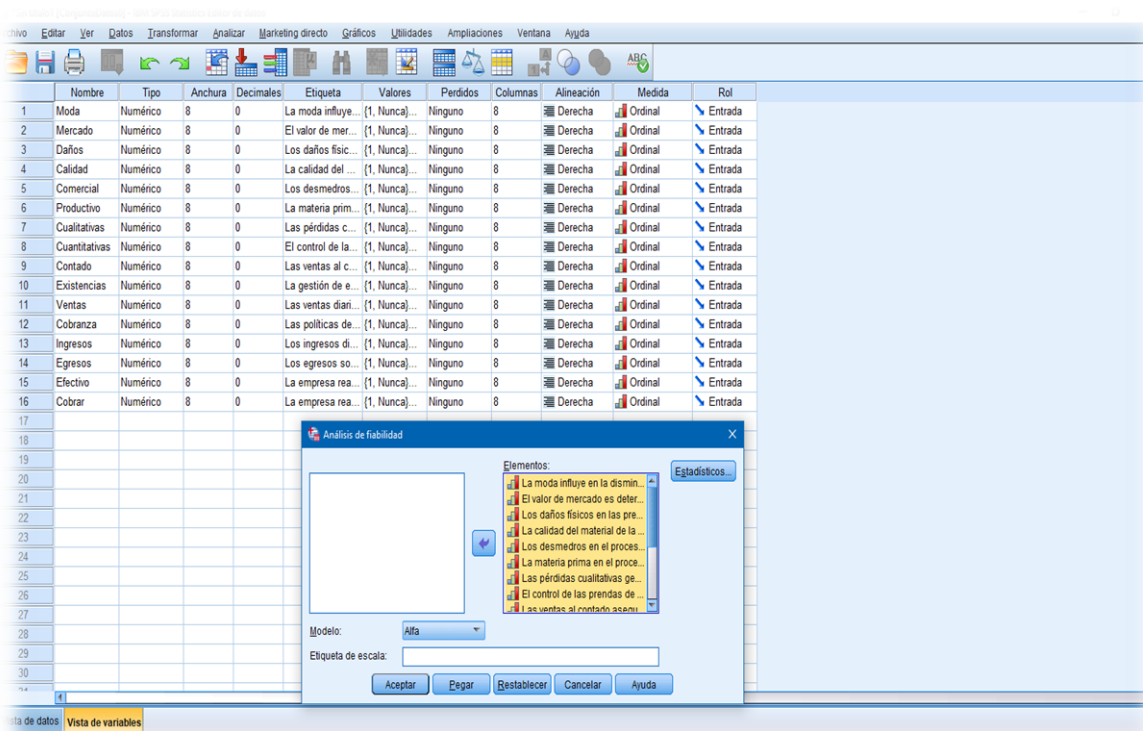 Editar Ver Datos Transformar Analizar Marketing directo Gráficos Utilidades Ampliaciones Ventana Ayuda
Nombre Tipo Anchura Decimales Etiqueta Valores Perdidos Columnas Alineación Medida Rol
1 Moda Numérico 8 0 La moda influye... {1, Nunca}... Ninguno 8 Derecha Ordinal Entrada
2 Mercado Numérico 8 0 El valor de mer... {1, Nunca}... Ninguno 8 Derecha Ordinal Entrada
3 Daños Numérico 8 0 Los daños físic... {1, Nunca}... Ninguno 8 Derecha Ordinal Entrada
4 Calidad Numérico 8 0 La calidad del ... {1, Nunca}... Ninguno 8 Derecha Ordinal Entrada
5 Comercial Numérico 8 0 Los desmedros... {1, Nunca}... Ninguno 8 Derecha Ordinal Entrada
6 Productivo Numérico 8 0 La materia prim... {1, Nunca}... Ninguno 8 Derecha Ordinal Entrada
7 Cualitativas Numérico 8 0 Las pérdidas c... {1, Nunca}... Ninguno 8 Derecha Ordinal Entrada
8 Cuantitativas Numérico 8 0 El control de la... {1, Nunca}... Ninguno 8 Derecha Ordinal Entrada
9 Contado Numérico 8 0 Las ventas al c... {1, Nunca}... Ninguno 8 Derecha Ordinal Entrada
10 Existencias Numérico 8 0 La gestión de e... {1, Nunca}... Ninguno 8 Derecha Ordinal Entrada
11 Ventas Numérico 8 0 Las ventas diari... {1, Nunca}... Ninguno 8 Derecha Ordinal Entrada
12 Cobranza Numérico 8 0 Las políticas de... {1, Nunca}... Ninguno 8 Derecha Ordinal Entrada
13 Ingresos Numérico 8 0 Los ingresos di... {1, Nunca}... Ninguno 8 Derecha Ordinal Entrada
14 Egresos Numérico 8 0 Los egresos so... {1, Nunca}... Ninguno 8 Derecha Ordinal Entrada
15 Efectivo Numérico 8 0 La empresa rea... {1, Nunca}... Ninguno 8 Derecha Ordinal Entrada
16 Cobrar Numérico 8 0 La empresa rea... {1, Nunca}... Ninguno 8 Derecha Ordinal Entrada
17
18
19
20
21
22
23
24
25
26
27
28
29
30
Análisis de fiabilidad
Elementos:
Estadísticos...
La moda influye en la dismin...
El valor de mercado es deter...
Los daños físicos en las pre...
La calidad del material de la ...
Los desmedros en el proces...
La materia prima en el proce...
Las pérdidas cualitativas ge...
El control de las prendas de ...
Las ventas al contado asegu...
Modelo: Alfa
Etiqueta de escala:
Aceptar Pegar Restablecer Cancelar Ayuda
de datos Vista de variables